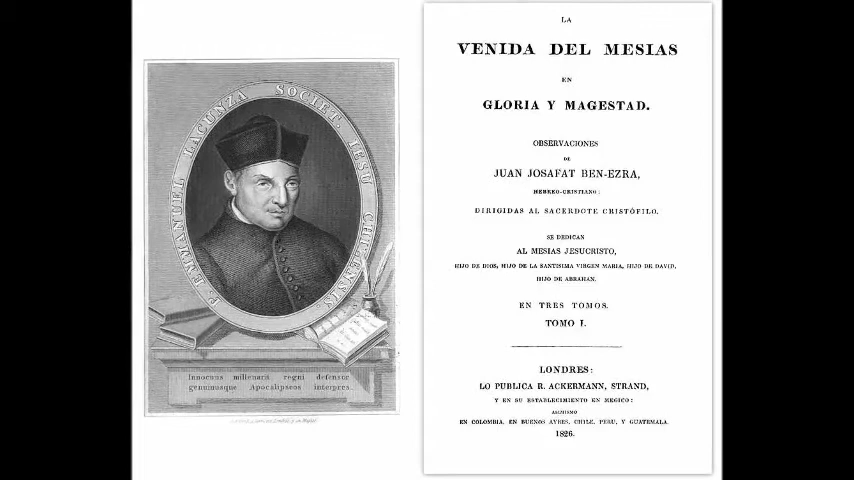 P. EMMANUEL LACUNZA SOCIET. IESU CHILENSIS
Innocuus millenarii regni defensor
genuinusque Apocalipseos interpres
LA
VENIDA DEL MESIAS
EN
GLORIA Y MAGESTAD.
OBSERVACIONES
DE
JUAN JOSAFAT BEN-EZRA,
HEBREO-CRISTIANO:
DIRIGIDAS AL SACERDOTE CRISTÓFILO.
SE DEDICAN
AL MESIAS JESUCRISTO,
HIJO DE DIOS, HIJO DE LA SANTISIMA VIRGEN MARIA, HIJO DE DAVID,
HIJO DE ABRAHAN.
EN TRES TOMOS.
TOMO I.
LONDRES:
LO PUBLICA R. ACKERMANN, STRAND,
Y EN SU ESTABLECIMIENTO EN MEGICO:
ASIMISMO
EN COLOMBIA, EN BUENOS AYRES, CHILE, PERU, Y GUATEMALA.
1826.